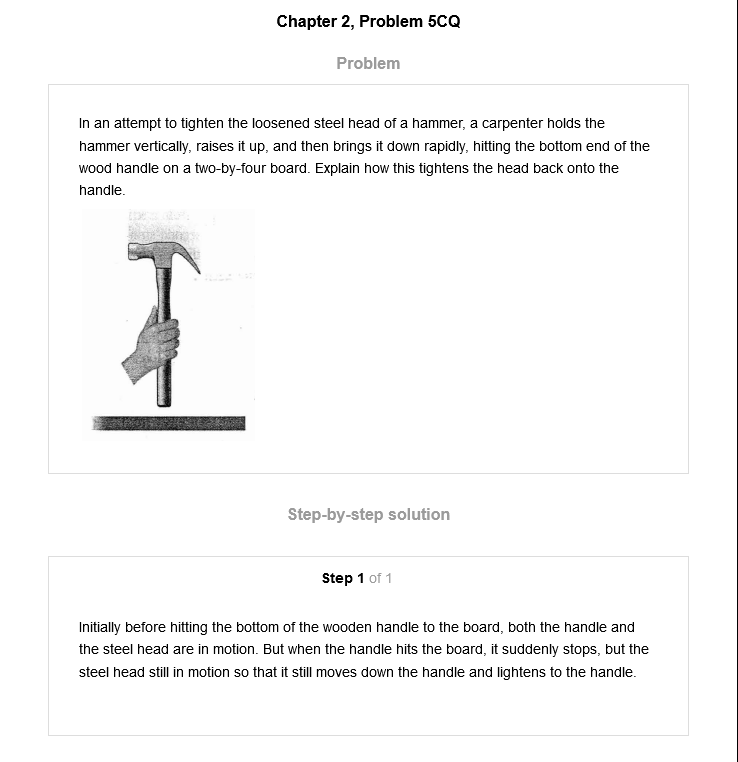 Chapter 2, Problem 5CQ
Problem
In an attempt to tighten the loosened steel head of a hammer, a carpenter holds the
hammer vertically, raises it up, and then brings it down rapidly, hitting the bottom end of the
wood handle on a two-by-four board. Explain how this tightens the head back onto the
handle.
Step-by-step solution
Step 1 of 1
Initially before hitting the bottom of the wooden handle to the board, both the handle and
the steel head are in motion. But when the handle hits the board, it suddenly stops, but the
steel head still in motion so that it still moves down the handle and lightens to the handle.